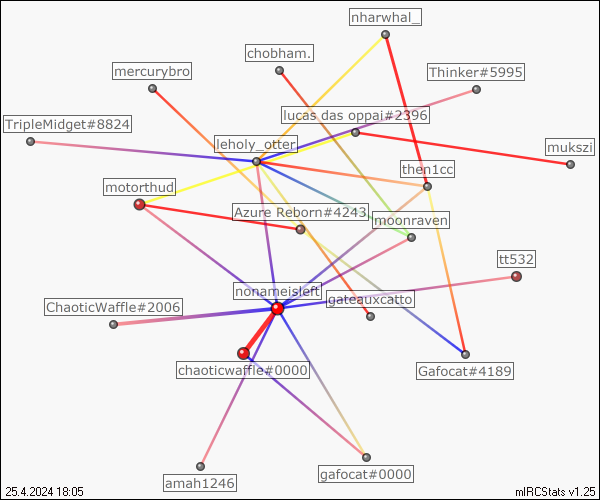 nharwhal_
chobham.
mercurybro
Thinker#5995
lucas das oppai#2396
TripleMidget#8824
leholy_otter
mukszi
then1cc
motorthud
Azure Reborn#4243
moonraven
tt532
nonameisleft
ChaoticWaffle#2006
gateauxcatto
chaoticwaffle#0000
Gafocat#4189
gafocat#0000
amah1246
25.4.2024 18:05
mIRCStats v1.25